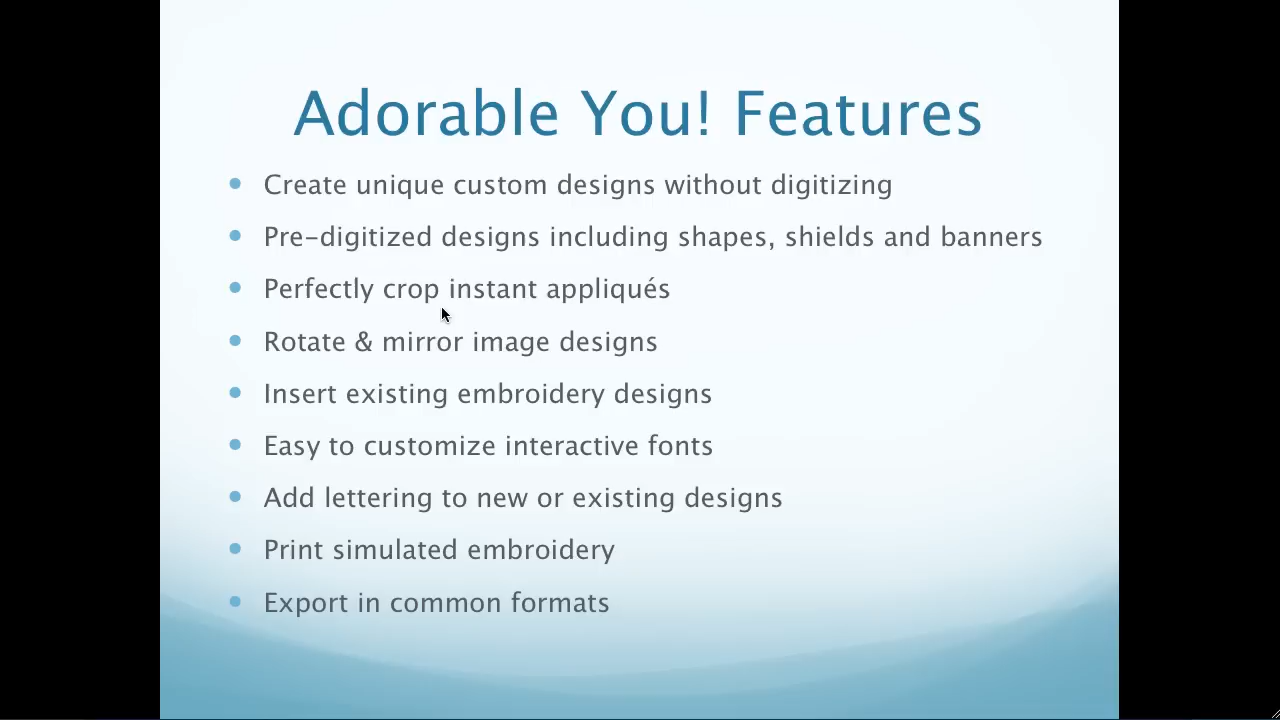 Adorable You! Features
Create unique custom designs without digitizing
Pre-digitized designs including shapes, shields and banners
Perfectly crop instant appliqués
Rotate & mirror image designs
Insert existing embroidery designs
Easy to customize interactive fonts
Add lettering to new or existing designs
Print simulated embroidery
Export in common formats